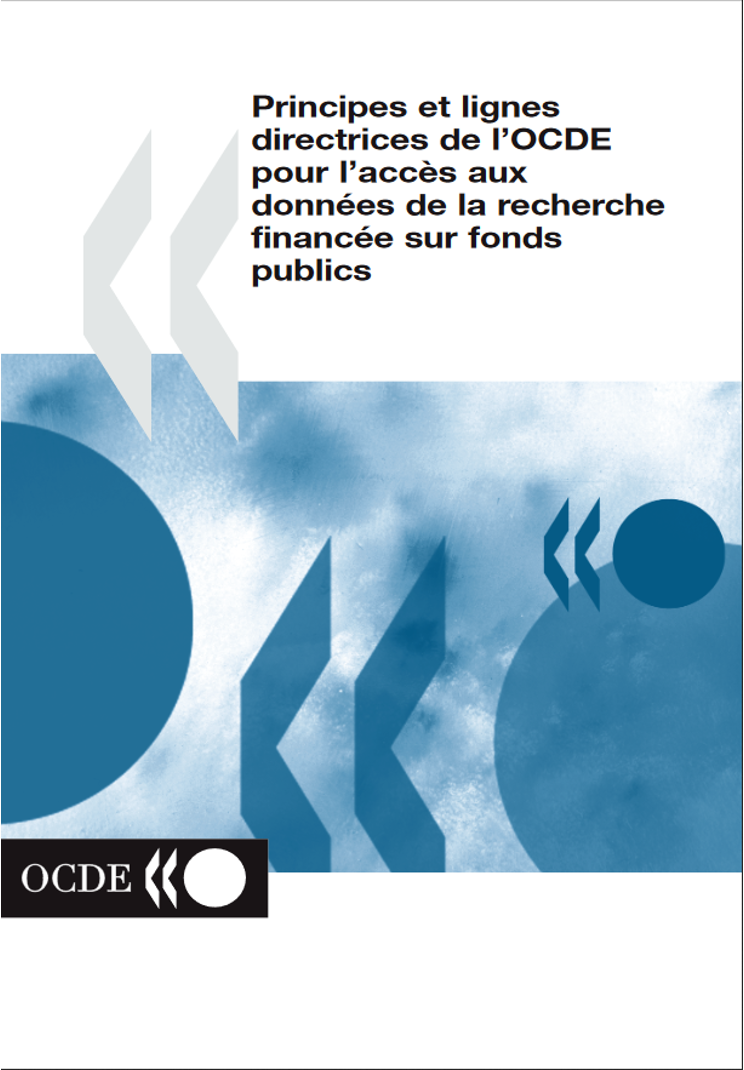 Principes et lignes
directrices de l’OCDE
pour l’accès aux
données de la recherche
financée sur fonds
publics
OCDE